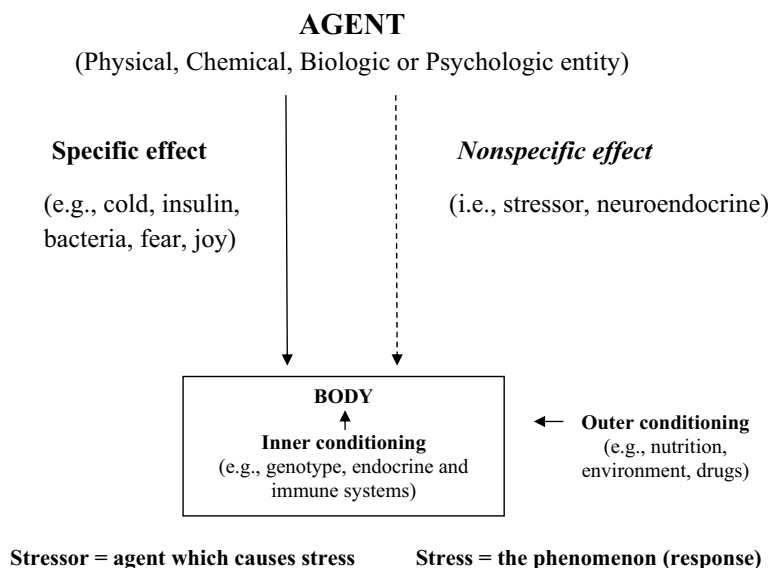 AGENT
(Physical, Chemical, Biologic or Psychologic entity)
Specific effect
(e.g., cold, insulin,
bacteria, fear, joy)
Nonspecific effect
(i.e., stressor, neuroendocrine)
BODY
Inner conditioning
(e.g., genotype, endocrine and
immune systems)
Outer conditioning
(e.g., nutrition,
environment, drugs)
Stressor = agent which causes stress
Stress = the phenomenon (response)